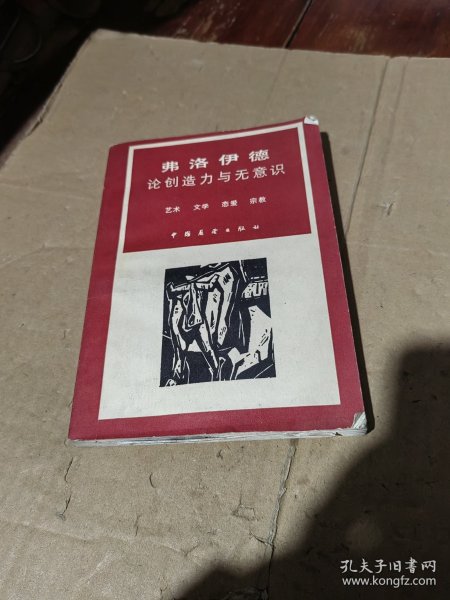 弗洛伊德
论创造力与无意识
艺术 文学 恋爱 宗教
中国展望出版社
孔夫子旧书网
www.kongfz.com